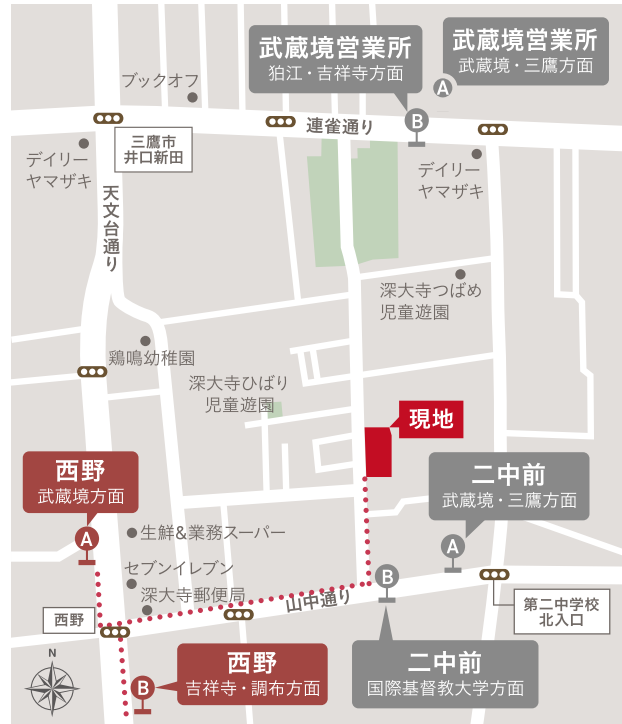 武蔵境営業所
狛江・吉祥寺方面
武蔵境営業所
武蔵境・三鷹方面
A
B
ブックオフ
連雀通り
三鷹市
井口新田
デイリー
ヤマザキ
デイリー
ヤマザキ
天文台通り
深大寺つばめ
児童遊園
鶏鳴幼稚園
深大寺ひばり
児童遊園
現地
西野
武蔵境方面
A
二中前
武蔵境・三鷹方面
A
生鮮&業務スーパー
セブンイレブン
深大寺郵便局
山中通り
B
西野
第二中学校
北入口
N
B
西野
吉祥寺・調布方面
二中前
国際基督教大学方面